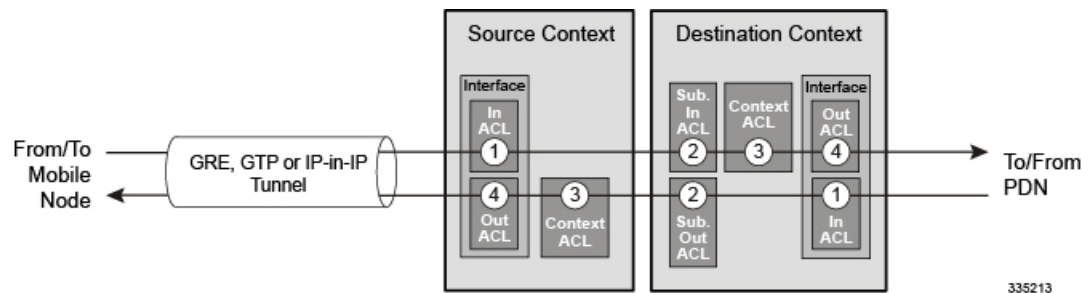 Source Context
Destination Context
Interface
In
ACL
1
4
Out
ACL
3
Context
ACL
Sub.
In
ACL
2
Context
ACL
3
Interface
Out
ACL
4
2
Sub.
Out
ACL
1
In
ACL
From/To
Mobile
Node
GRE, GTP or IP-in-IP
Tunnel
To/From
PDN
335213